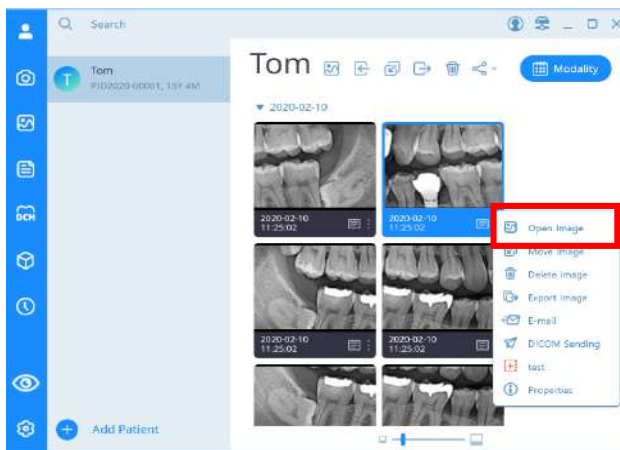 Search
Tom
PID2020-00001, 15Y 4M
DCM
Add Patient
Tom
Modality
2020-02-10
2020-02-10
11:25:02
2020-02-10
11:25:02
2020-02-10
11:25:02
2020-02-10
11:25:02
Open Image
Move Image
Delete Image
Export Image
E-mail
DICOM Sending
test
Properties